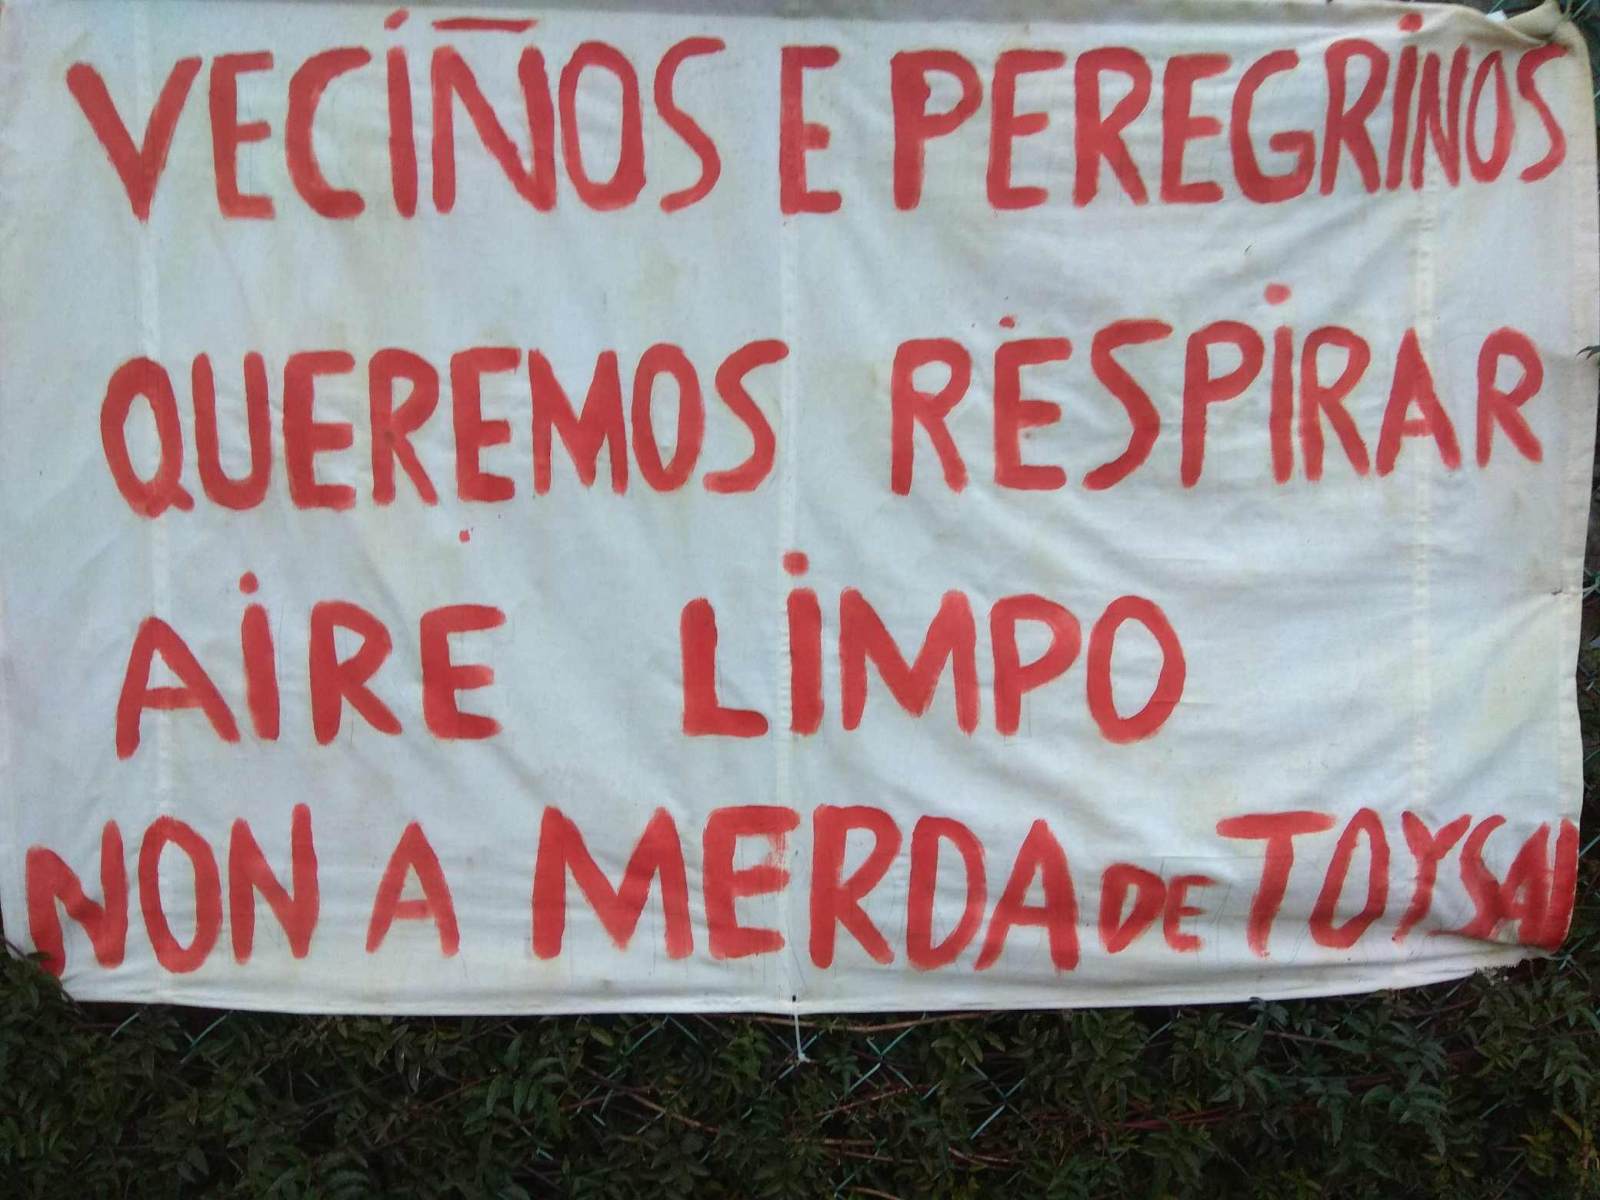 VECIÑOS E PEREGRINOS
QUEREMOS RESPIRAR
AIRE LIMPO
NON A MERDA DE TOYSAL